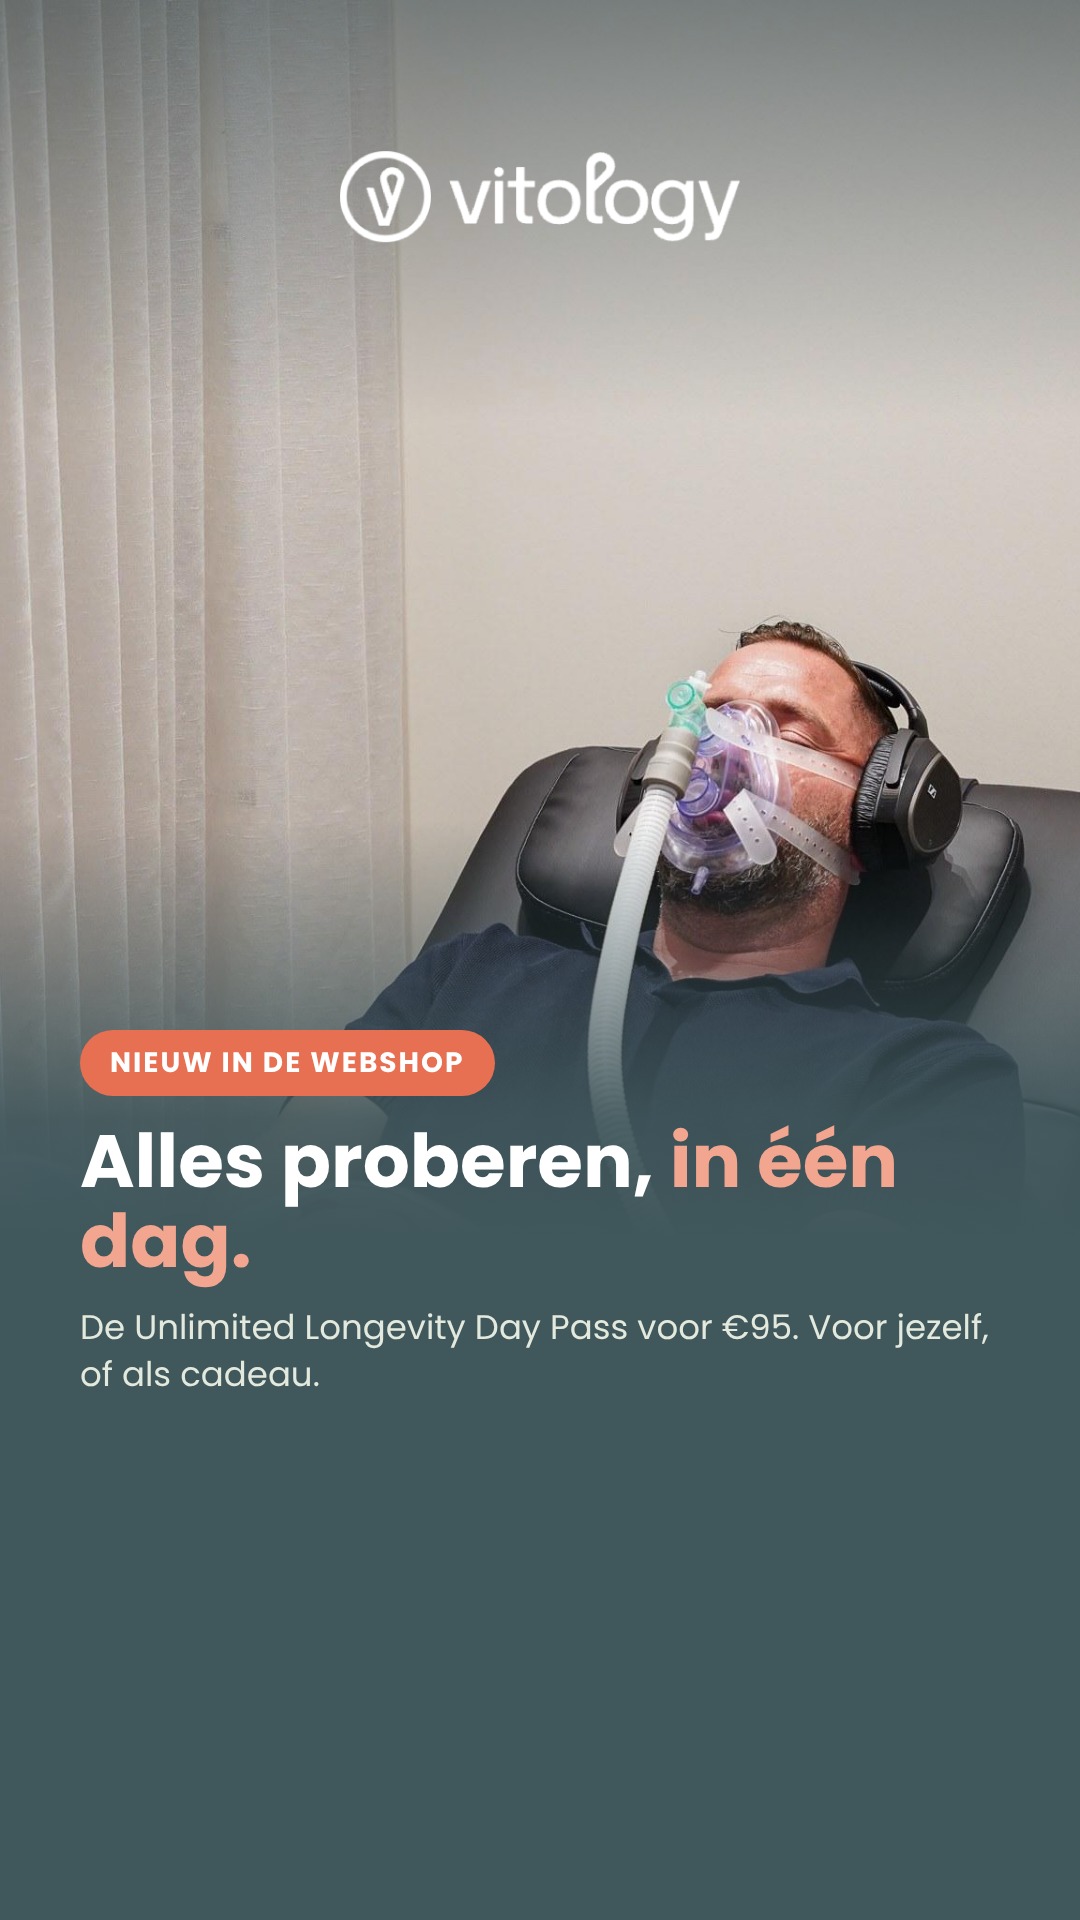 vitology
NIEUW IN DE WEBSHOP
Alles proberen, in één
dag.
De Unlimited Longevity Day Pass voor €95. Voor jezelf,
of als cadeau.